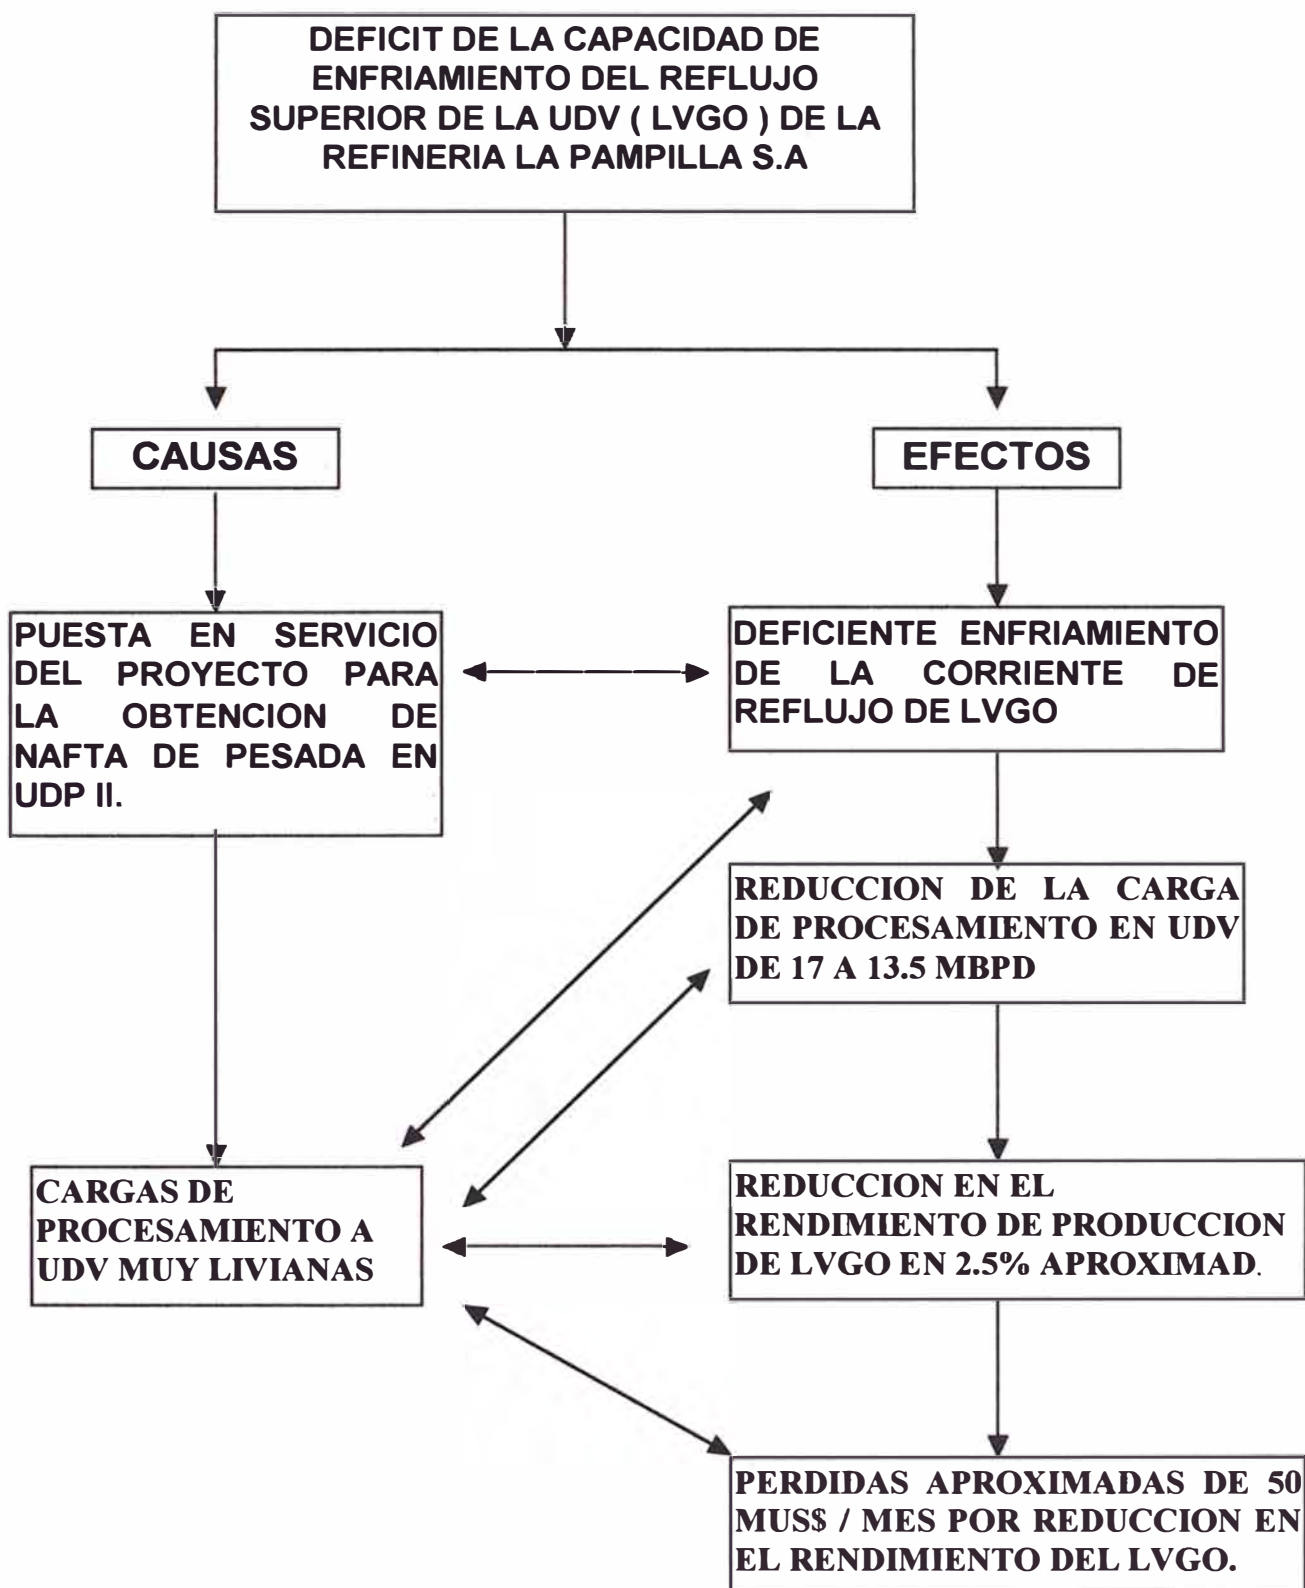 DEFICIT DE LA CAPACIDAD DE
ENFRIAMIENTO DEL REFLUJO
SUPERIOR DE LA UDV ( LVGO ) DE LA
REFINERIA LA PAMPILLA S.A
CAUSAS
EFECTOS
PUESTA EN SERVICIO
DEL PROYECTO PARA
LA OBTENCION DE
NAFTA DE PESADA EN
UDP II.
DEFICIENTE ENFRIAMIENTO
DE LA CORRIENTE DE
REFLUJO DE LVGO
REDUCCION DE LA CARGA
DE PROCESAMIENTO EN UDV
DE 17 A 13.5 MBPD
CARGAS DE
PROCESAMIENTO A
UDV MUY LIVIANAS
REDUCCION EN EL
RENDIMIENTO DE PRODUCCION
DE LVGO EN 2.5% APROXIMAD.
PERDIDAS APROXIMADAS DE 50
MUS$ / MES POR REDUCCION EN
EL RENDIMIENTO DEL LVGO.